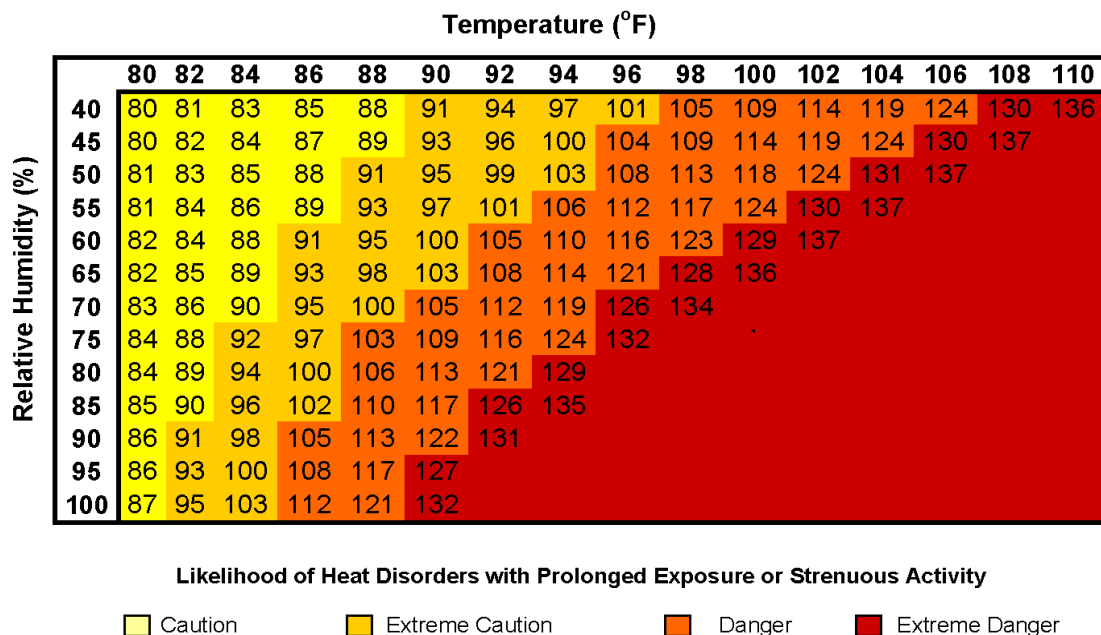 Temperature (°F)
80 82 84 86 88 90 92 94 96 98 100 102 104 106 108 110
Relative Humidity (%)
40 80 81 83 85 88 91 94 97 101 105 109 114 119 124 130 136
45 80 82 84 87 89 93 96 100 104 109 114 119 124 130 137
50 81 83 85 88 91 95 99 103 108 113 118 124 131 137
55 81 84 86 89 93 97 101 106 112 117 124 130 137
60 82 84 88 91 95 100 105 110 116 123 129 137
65 82 85 89 93 98 103 108 114 121 128 136
70 83 86 90 95 100 105 112 119 126 134
75 84 88 92 97 103 109 116 124 132 `
80 84 89 94 100 106 113 121 129
85 85 90 96 102 110 117 126 135
90 86 91 98 105 113 122 131
95 86 93 100 108 117 127
100 87 95 103 112 121 132
Likelihood of Heat Disorders with Prolonged Exposure or Strenuous Activity
Caution Extreme Caution Danger Extreme Danger